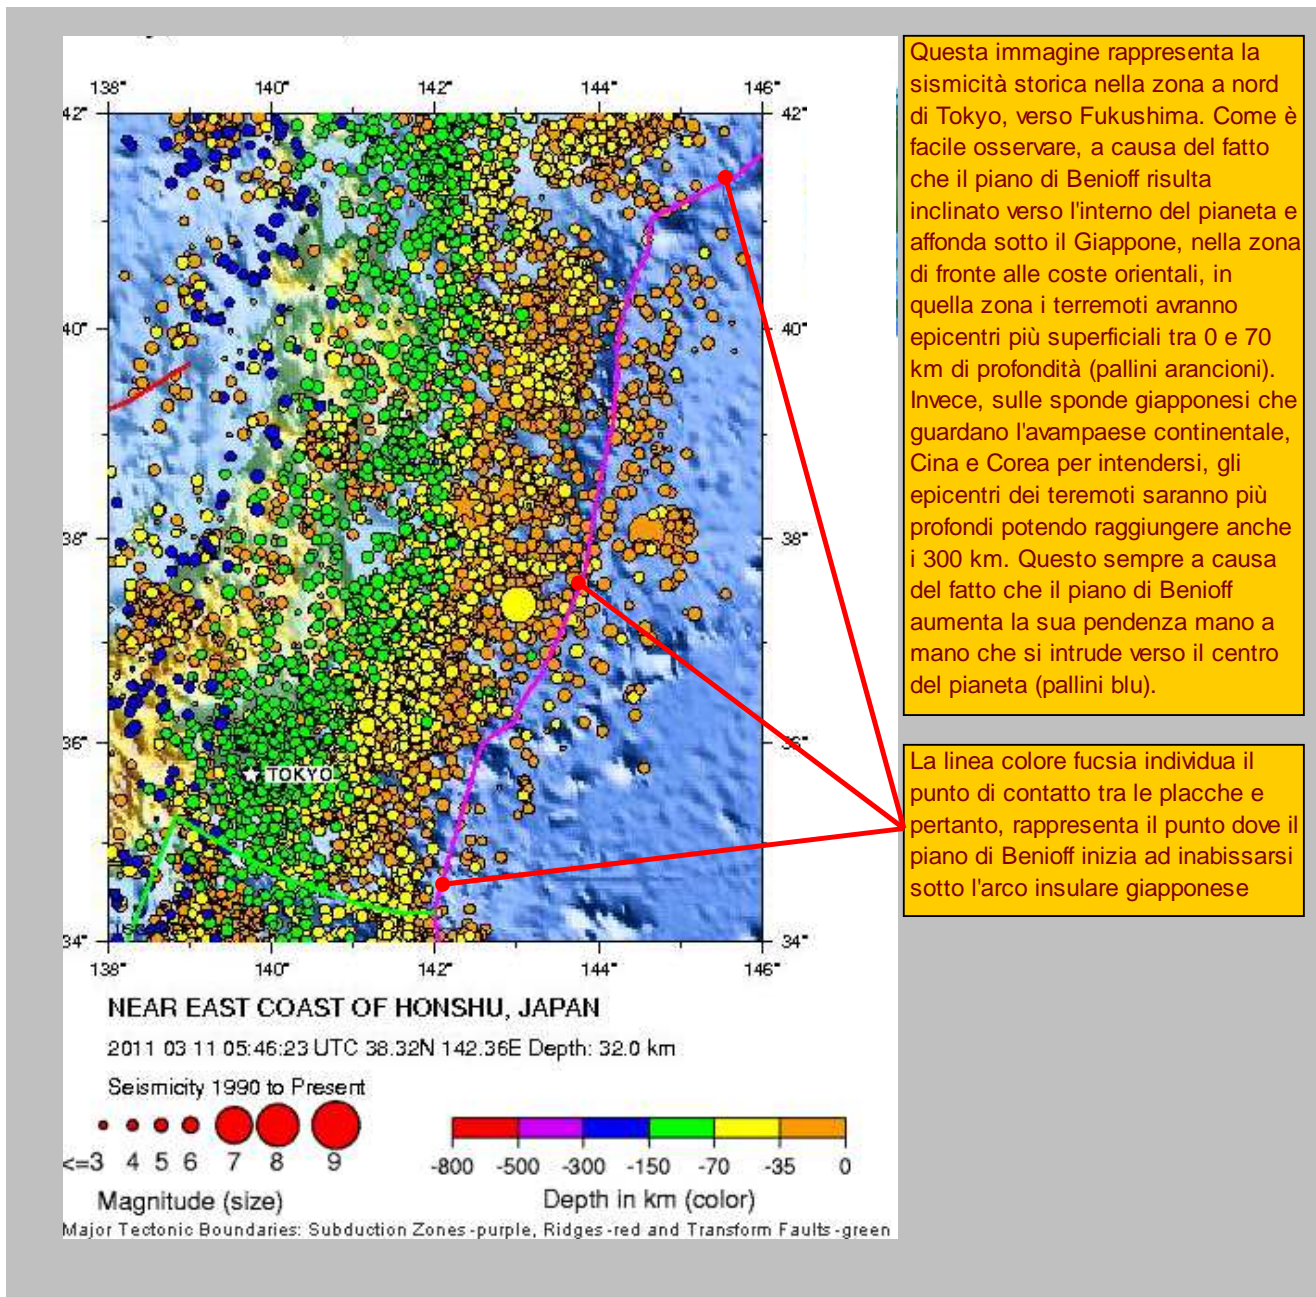 138° 140° 142° 144° 146°
42° 42°
40° 40°
38° 38°
36° 36°
TOKYO
34° 34°
138° 140° 142° 144° 146°
NEAR EAST COAST OF HONSHU, JAPAN
2011 03 11 05:46:23 UTC 38.32N 142.36E Depth: 32.0 km
Seismicity 1990 to Present
<=3 4 5 6 7 8 9
Magnitude (size)
-800 -500 -300 -150 -70 -35 0
Depth in km (color)
Major Tectonic Boundaries: Subduction Zones-purple, Ridges-red and Transform Faults-green
Questa immagine rappresenta la
sismicità storica nella zona a nord
di Tokyo, verso Fukushima. Come è
facile osservare, a causa del fatto
che il piano di Benioff risulta
inclinato verso l'interno del pianeta e
affonda sotto il Giappone, nella zona
di fronte alle coste orientali, in
quella zona i terremoti avranno
epicentri più superficiali tra 0 e 70
km di profondità (pallini arancioni).
Invece, sulle sponde giapponesi che
guardano l'avampaese continentale,
Cina e Corea per intendersi, gli
epicentri dei teremoti saranno più
profondi potendo raggiungere anche
i 300 km. Questo sempre a causa
del fatto che il piano di Benioff
aumenta la sua pendenza mano a
mano che si intrude verso il centro
del pianeta (pallini blu).
La linea colore fucsia individua il
punto di contatto tra le placche e
pertanto, rappresenta il punto dove il
piano di Benioff inizia ad inabissarsi
sotto l'arco insulare giapponese